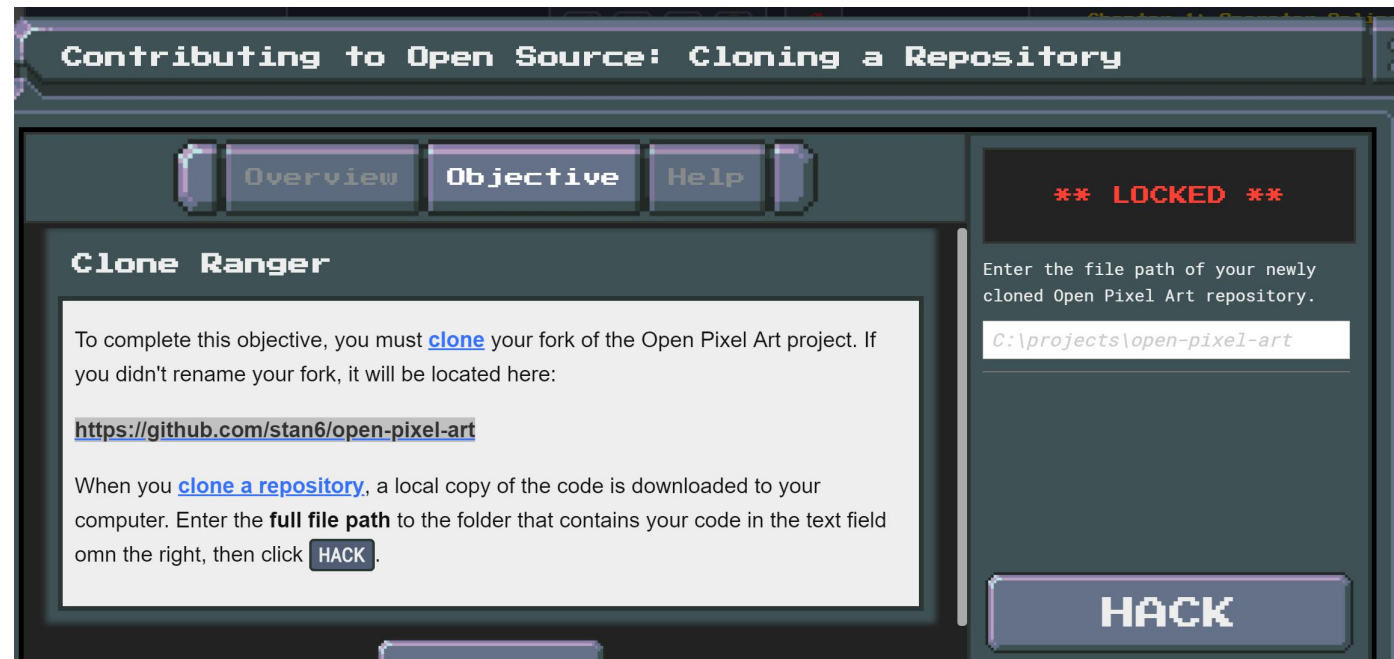 Contributing to Open Source: Cloning a Repository
Overview
Objective
Help
Clone Ranger
To complete this objective, you must clone your fork of the Open Pixel Art project. If
you didn't rename your fork, it will be located here:
https://github.com/stan6/open-pixel-art
When you clone a repository, a local copy of the code is downloaded to your
computer. Enter the full file path to the folder that contains your code in the text field
omn the right, then click HACK.
** LOCKED **
Enter the file path of your newly
cloned Open Pixel Art repository.
C:\projects\open-pixel-art
HACK